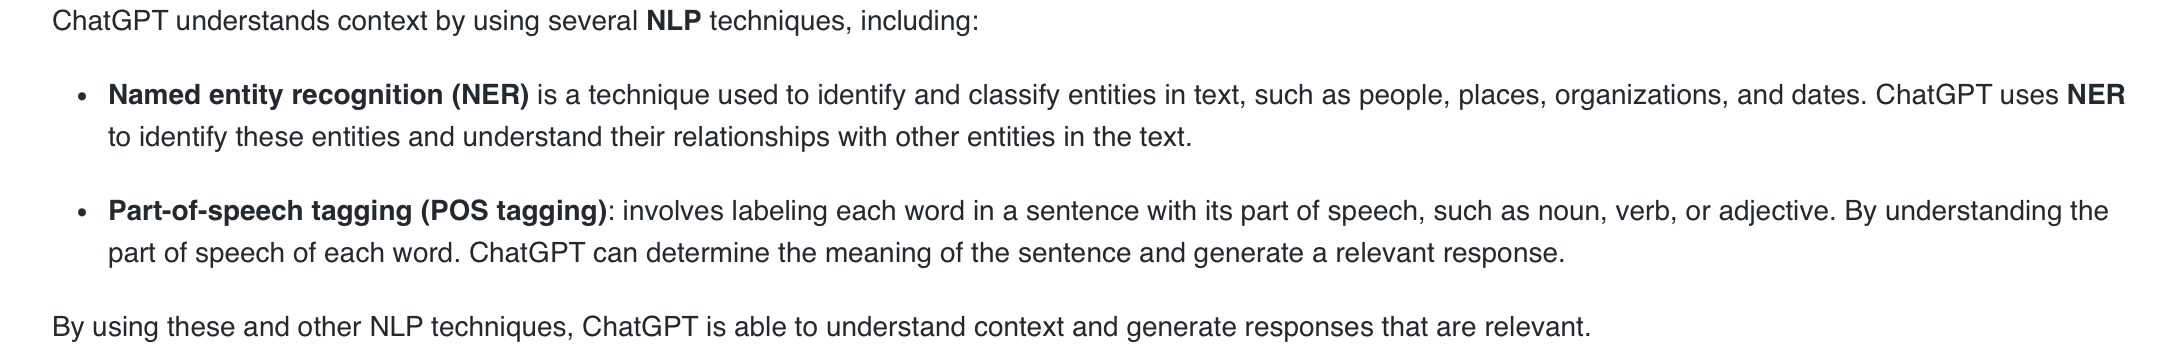 ChatGPT understands context by using several NLP techniques, including:
• Named entity recognition (NER) is a technique used to identify and classify entities in text, such as people, places, organizations, and dates. ChatGPT uses NER
to identify these entities and understand their relationships with other entities in the text.
• Part-of-speech tagging (POS tagging): involves labeling each word in a sentence with its part of speech, such as noun, verb, or adjective. By understanding the
part of speech of each word. ChatGPT can determine the meaning of the sentence and generate a relevant response.
By using these and other NLP techniques, ChatGPT is able to understand context and generate responses that are relevant.